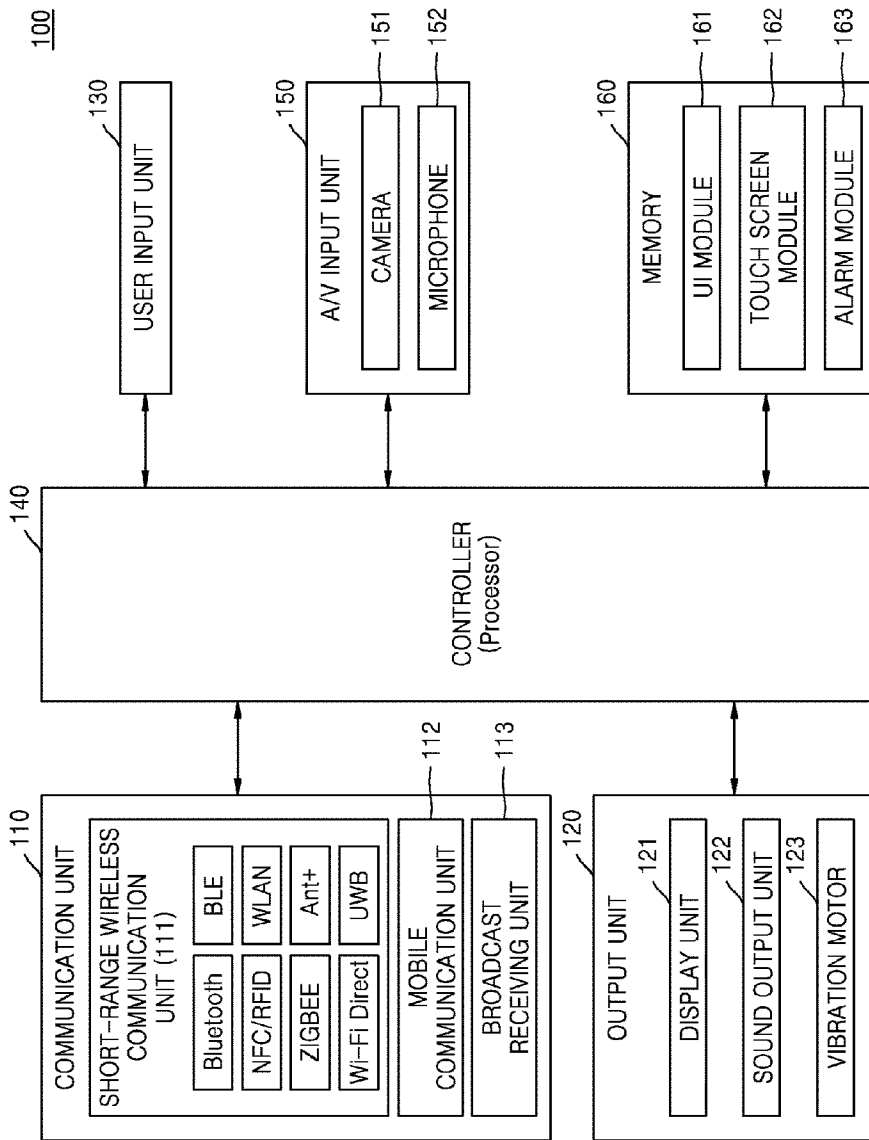 100
110
COMMUNICATION UNIT
SHORT-RANGE WIRELESS
COMMUNICATION
UNIT (111)
Bluetooth
BLE
NFC/RFID
WLAN
ZIGBEE
Ant+
Wi-Fi Direct
UWB
MOBILE
COMMUNICATION UNIT
112
BROADCAST
RECEIVING UNIT
113
120
OUTPUT UNIT
121
DISPLAY UNIT
122
SOUND OUTPUT UNIT
123
VIBRATION MOTOR
140
CONTROLLER
(Processor)
130
USER INPUT UNIT
150
A/V INPUT UNIT
CAMERA
151
MICROPHONE
152
160
MEMORY
UI MODULE
161
TOUCH SCREEN
MODULE
162
ALARM MODULE
163